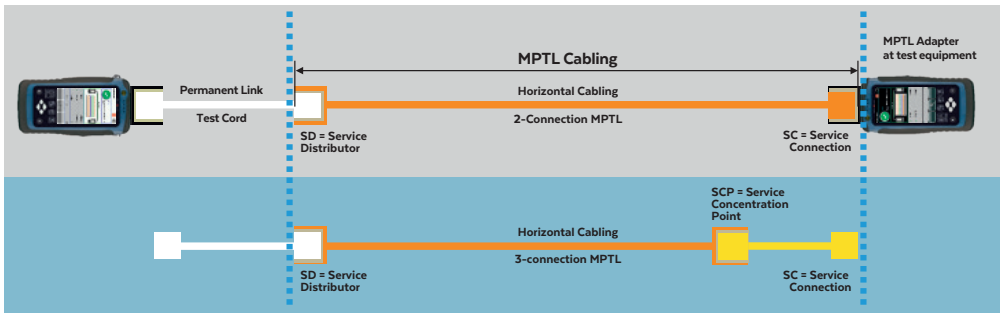 MPTL Cabling
MPTL Adapter
at test equipment
Permanent Link
Test Cord
Horizontal Cabling
2-Connection MPTL
SD = Service
Distributor
SC = Service
Connection
SCP = Service
Concentration
Point
Horizontal Cabling
3-connection MPTL
SD = Service
Distributor
SC = Service
Connection